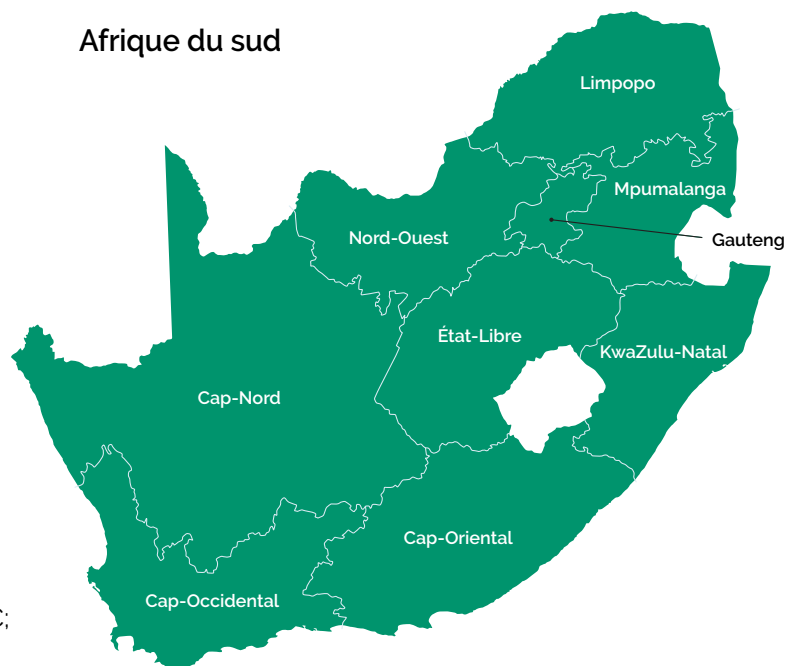 Afrique du sud
Limpopo
Mpumalanga
Nord-Ouest
Gauteng
État-Libre
KwaZulu-Natal
Cap-Nord
Cap-Oriental
Cap-Occidental